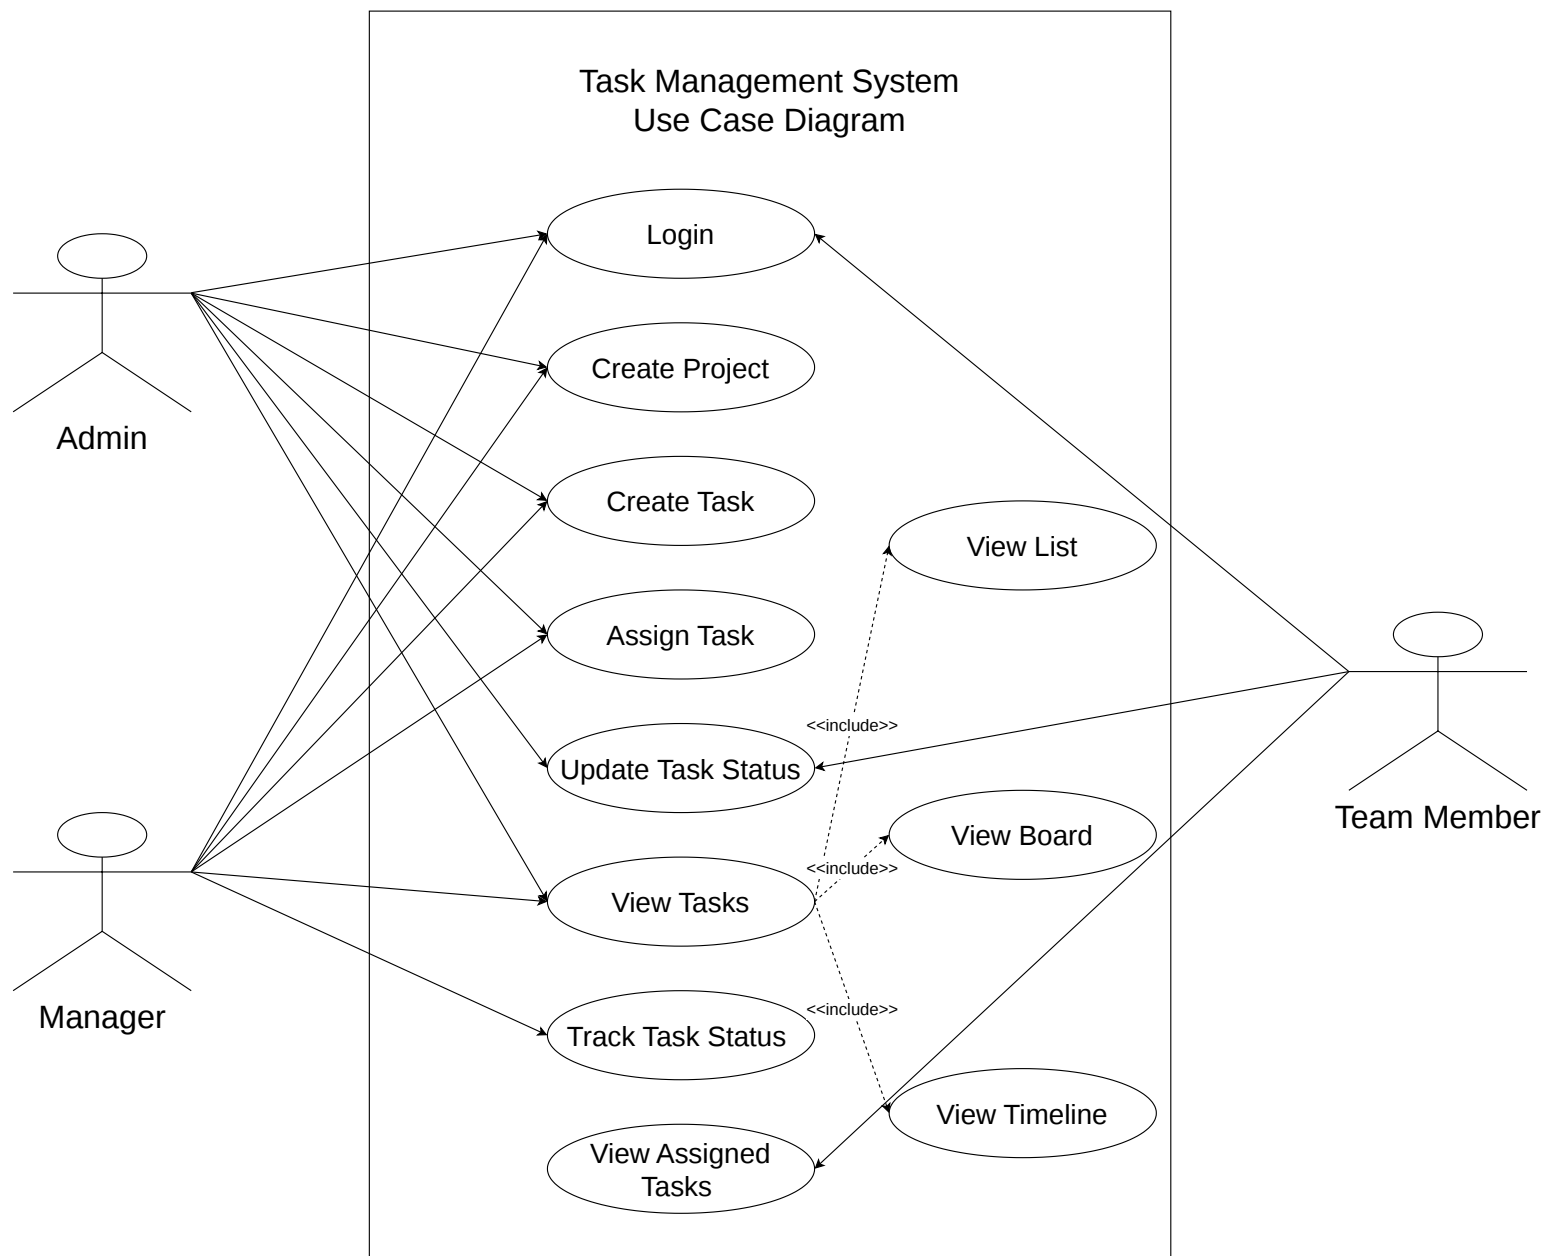 Task Management System
Use Case Diagram
Login
Admin
Create Project
Create Task
View List
Assign Task
<<include>>
Update Task Status
Team Member
View Board
<<include>>
View Tasks
Manager
<<include>>
Track Task Status
View Timeline
View Assigned
Tasks